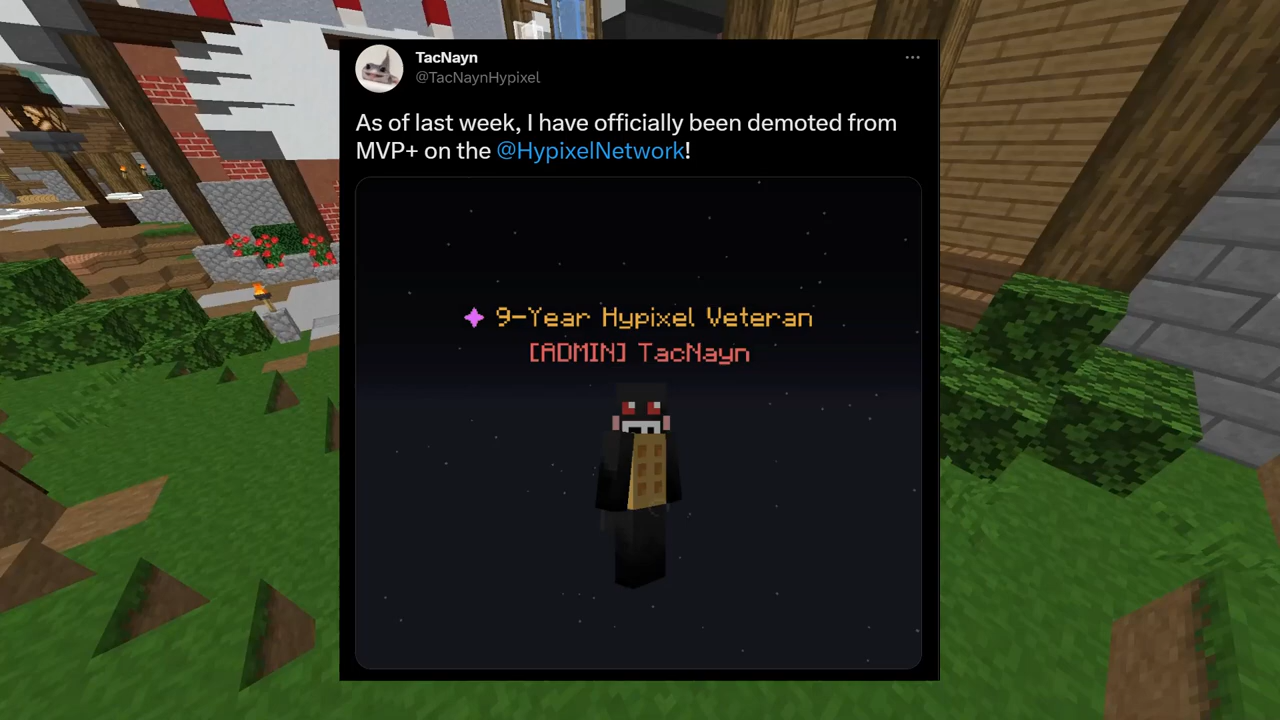 TacNayn
@TacNaynHypixel
As of last week, I have officially been demoted from
MVP+ on the @HypixelNetwork!
✦ 9-Year Hypixel Veteran
[ADMIN] TacNayn